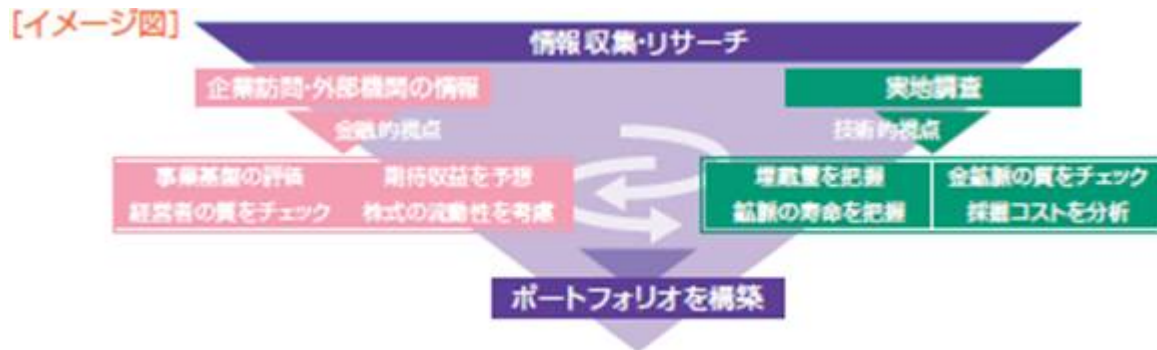 [イメージ図]
情報収集・リサーチ
企業訪問・外部機関の情報
実地調査
金融的視点
技術的視点
事業基盤の評価
期待収益を予想
経営者の質をチェック
株式の流動性を考慮
埋蔵量を把握
金鉱脈の質をチェック
鉱脈の寿命を把握
採掘コストを分析
ポートフォリオを構築